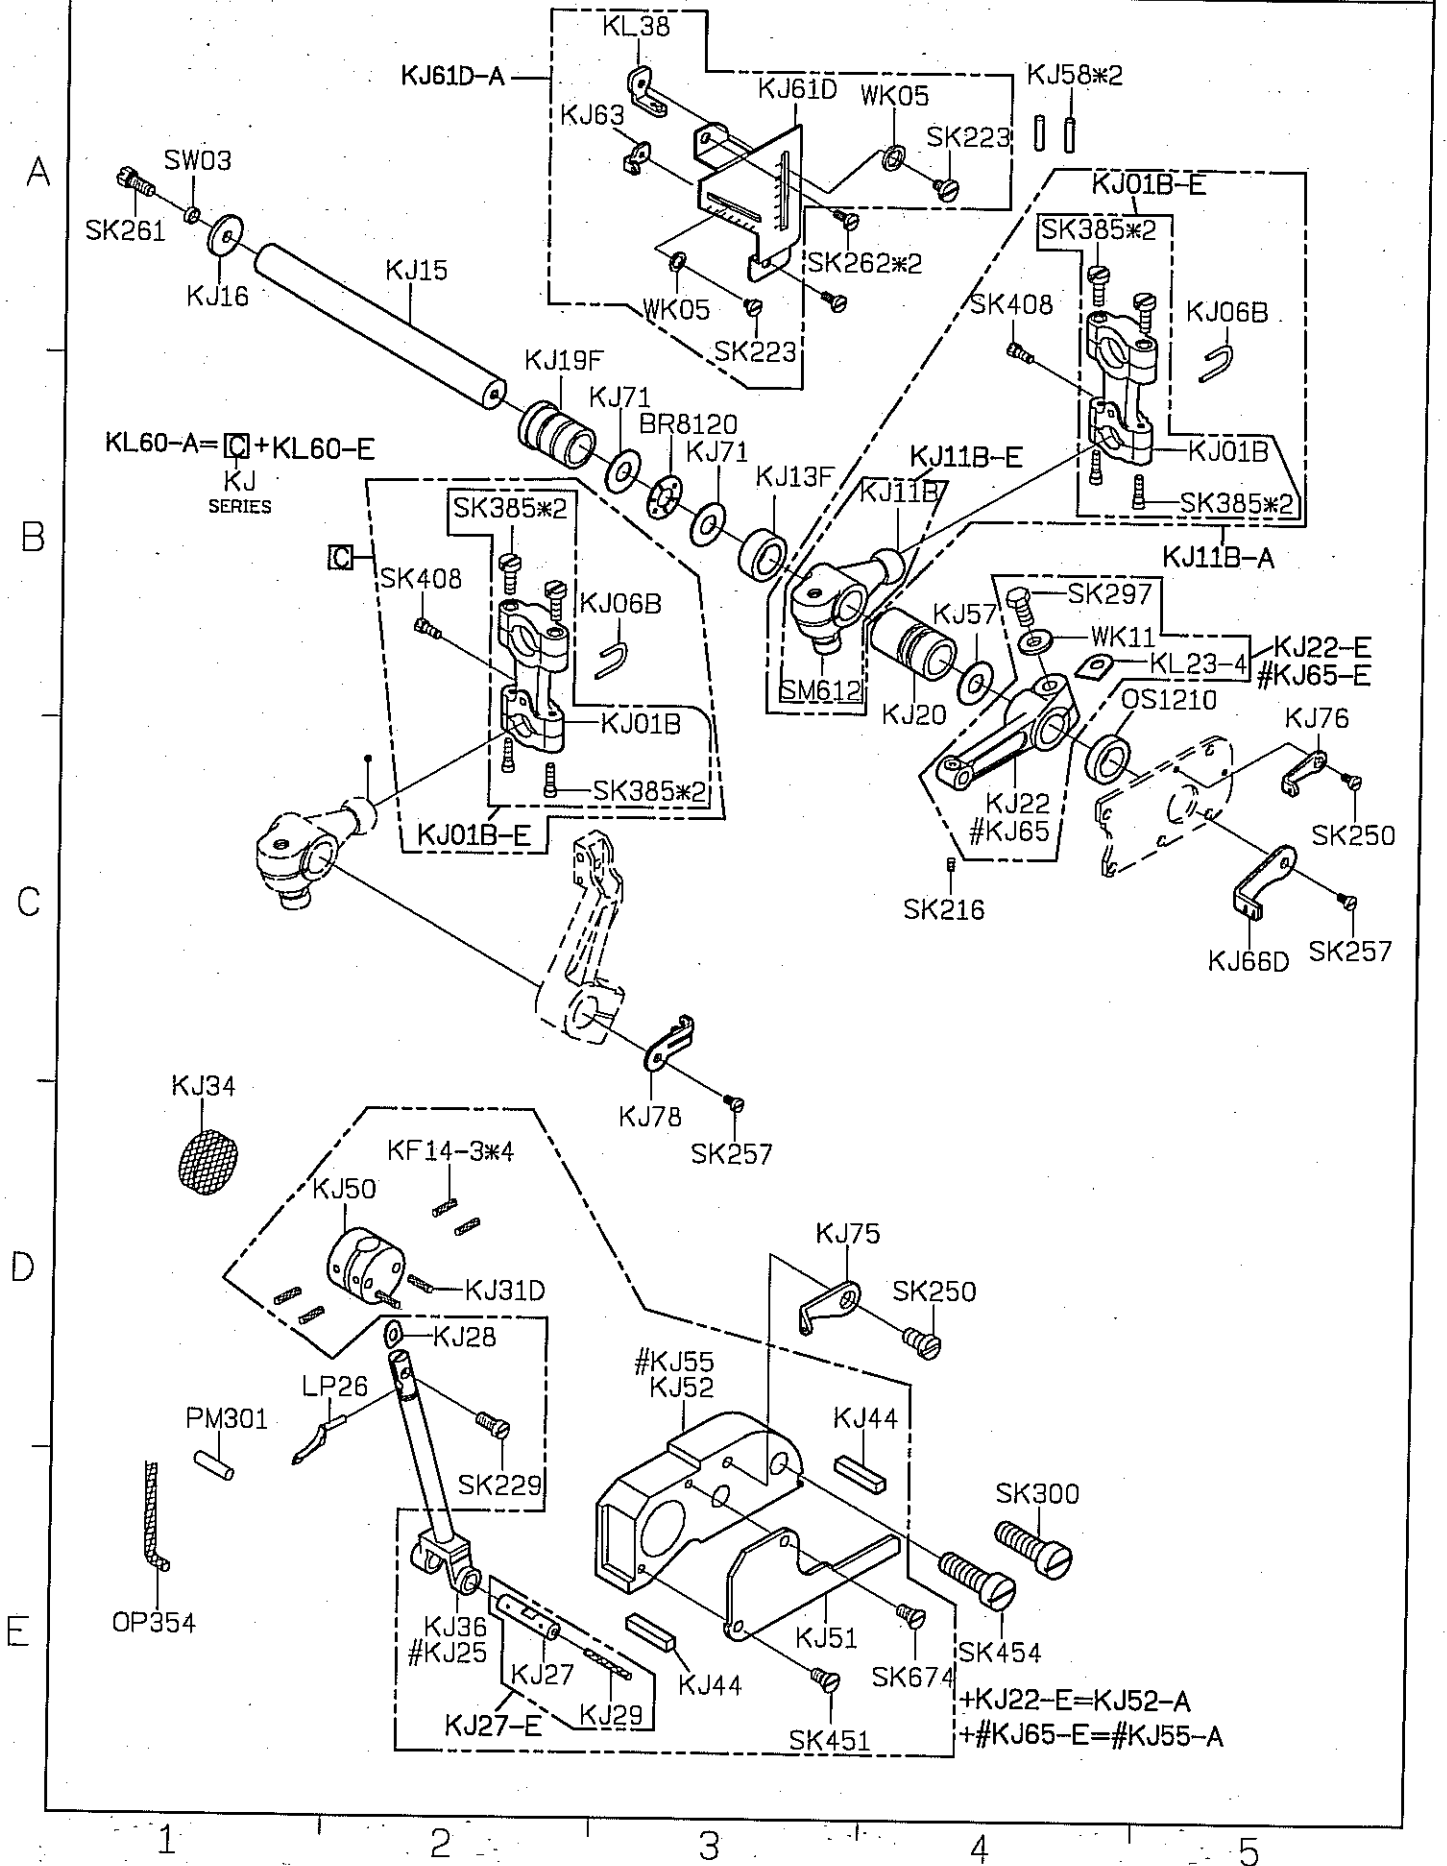 KL38
KJ61D-A
KJ61D
WK05
KJ58*2
KJ63
SK223
A
SW03
KJ01B-E
SK261
SK385*2
KJ16
KJ15
SK262*2
WK05
SK408
KJ06B
SK223
KJ19F
KJ71
BR8120
KL60-A= C +KL60-E
KJ
SERIES
KJ71
KJ11B-E
KJ01B
KJ13F
KJ11B
SK385*2
SK385*2
B
C
KJ11B-A
SK408
KJ06B
SK297
KJ57
WK11
KJ22-E
KL23-4
#KJ65-E
SM612
KJ20
OS1210
KJ01B
KJ76
SK385*2
KJ22
#KJ65
KJ01B-E
SK250
C
SK216
KJ66D
SK257
KJ34
KJ78
SK257
KF14-3*4
KJ50
KJ75
D
KJ31D
SK250
KJ28
#KJ55
KJ52
LP26
PM301
KJ44
SK229
SK300
OP354
E
KJ36
#KJ25
KJ51
SK454
KJ27
KJ44
SK674
KJ29
+KJ22-E=KJ52-A
KJ27-E
SK451
+#KJ65-E=#KJ55-A
1
2
3
4
5